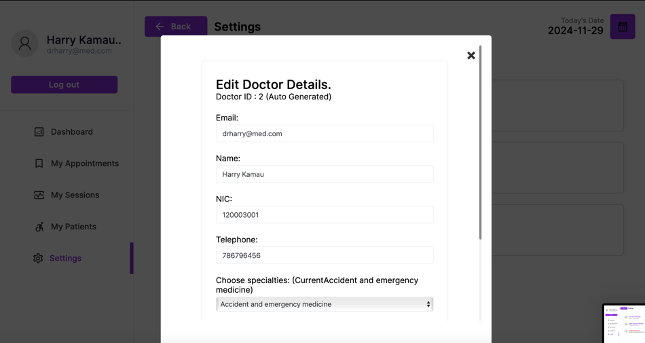 Harry Kamau..
drharry@med.com
Log out
Dashboard
My Appointments
My Sessions
My Patients
Settings
Back
Settings
Today's Date
2024-11-29
Edit Doctor Details.
Doctor ID : 2 (Auto Generated)
Email:
drharry@med.com
Name:
Harry Kamau
NIC:
120003001
Telephone:
786796456
Choose specialties: (CurrentAccident and emergency
medicine)
Accident and emergency medicine